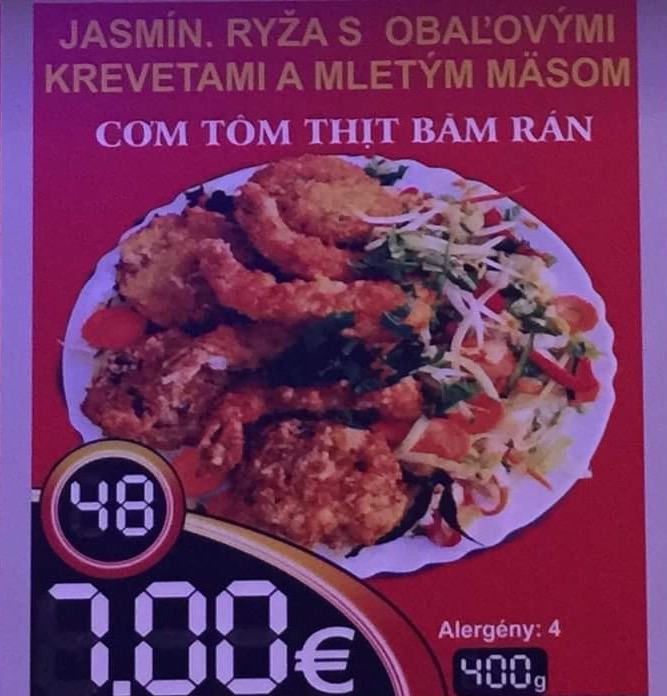 JASMÍN. RYŽA S OBAĽOVÝMI
KREVETAMI A MLETÝM MÄSOM
CƠM TÔM THỊT BĂM RÁN
48
7.00€
Alergény: 4
400g